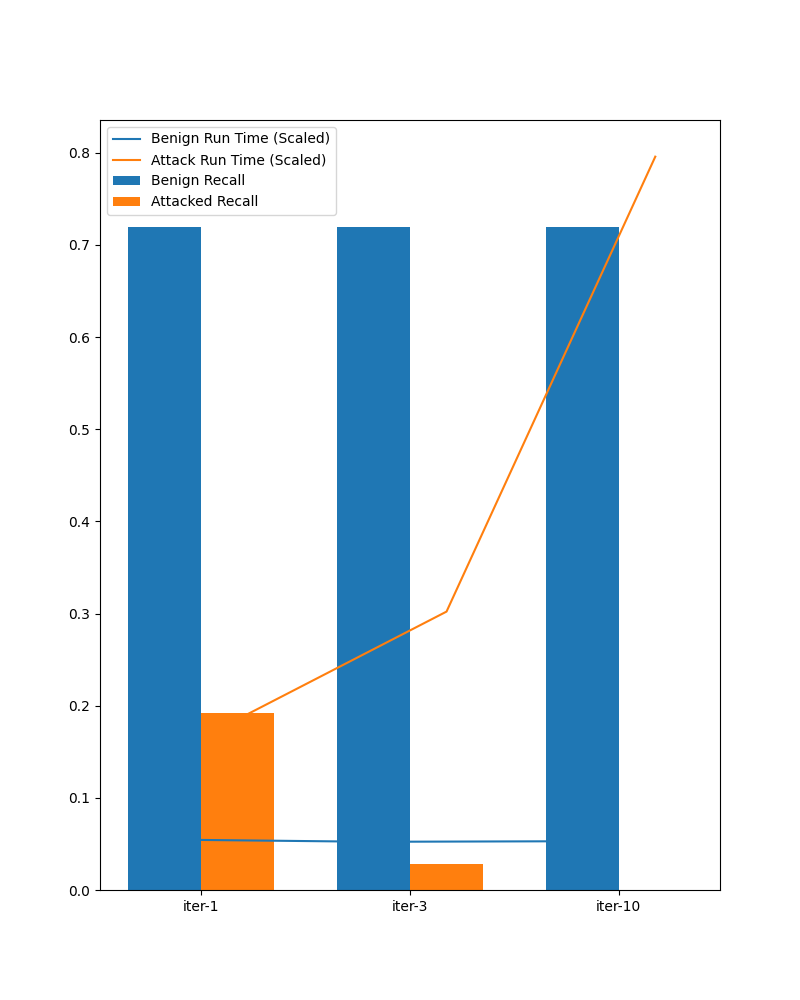 Benign Run Time (Scaled)
Attack Run Time (Scaled)
Benign Recall
Attacked Recall
0.8
0.7
0.6
0.5
0.4
0.3
0.2
0.1
0.0
iter-1 iter-3 iter-10